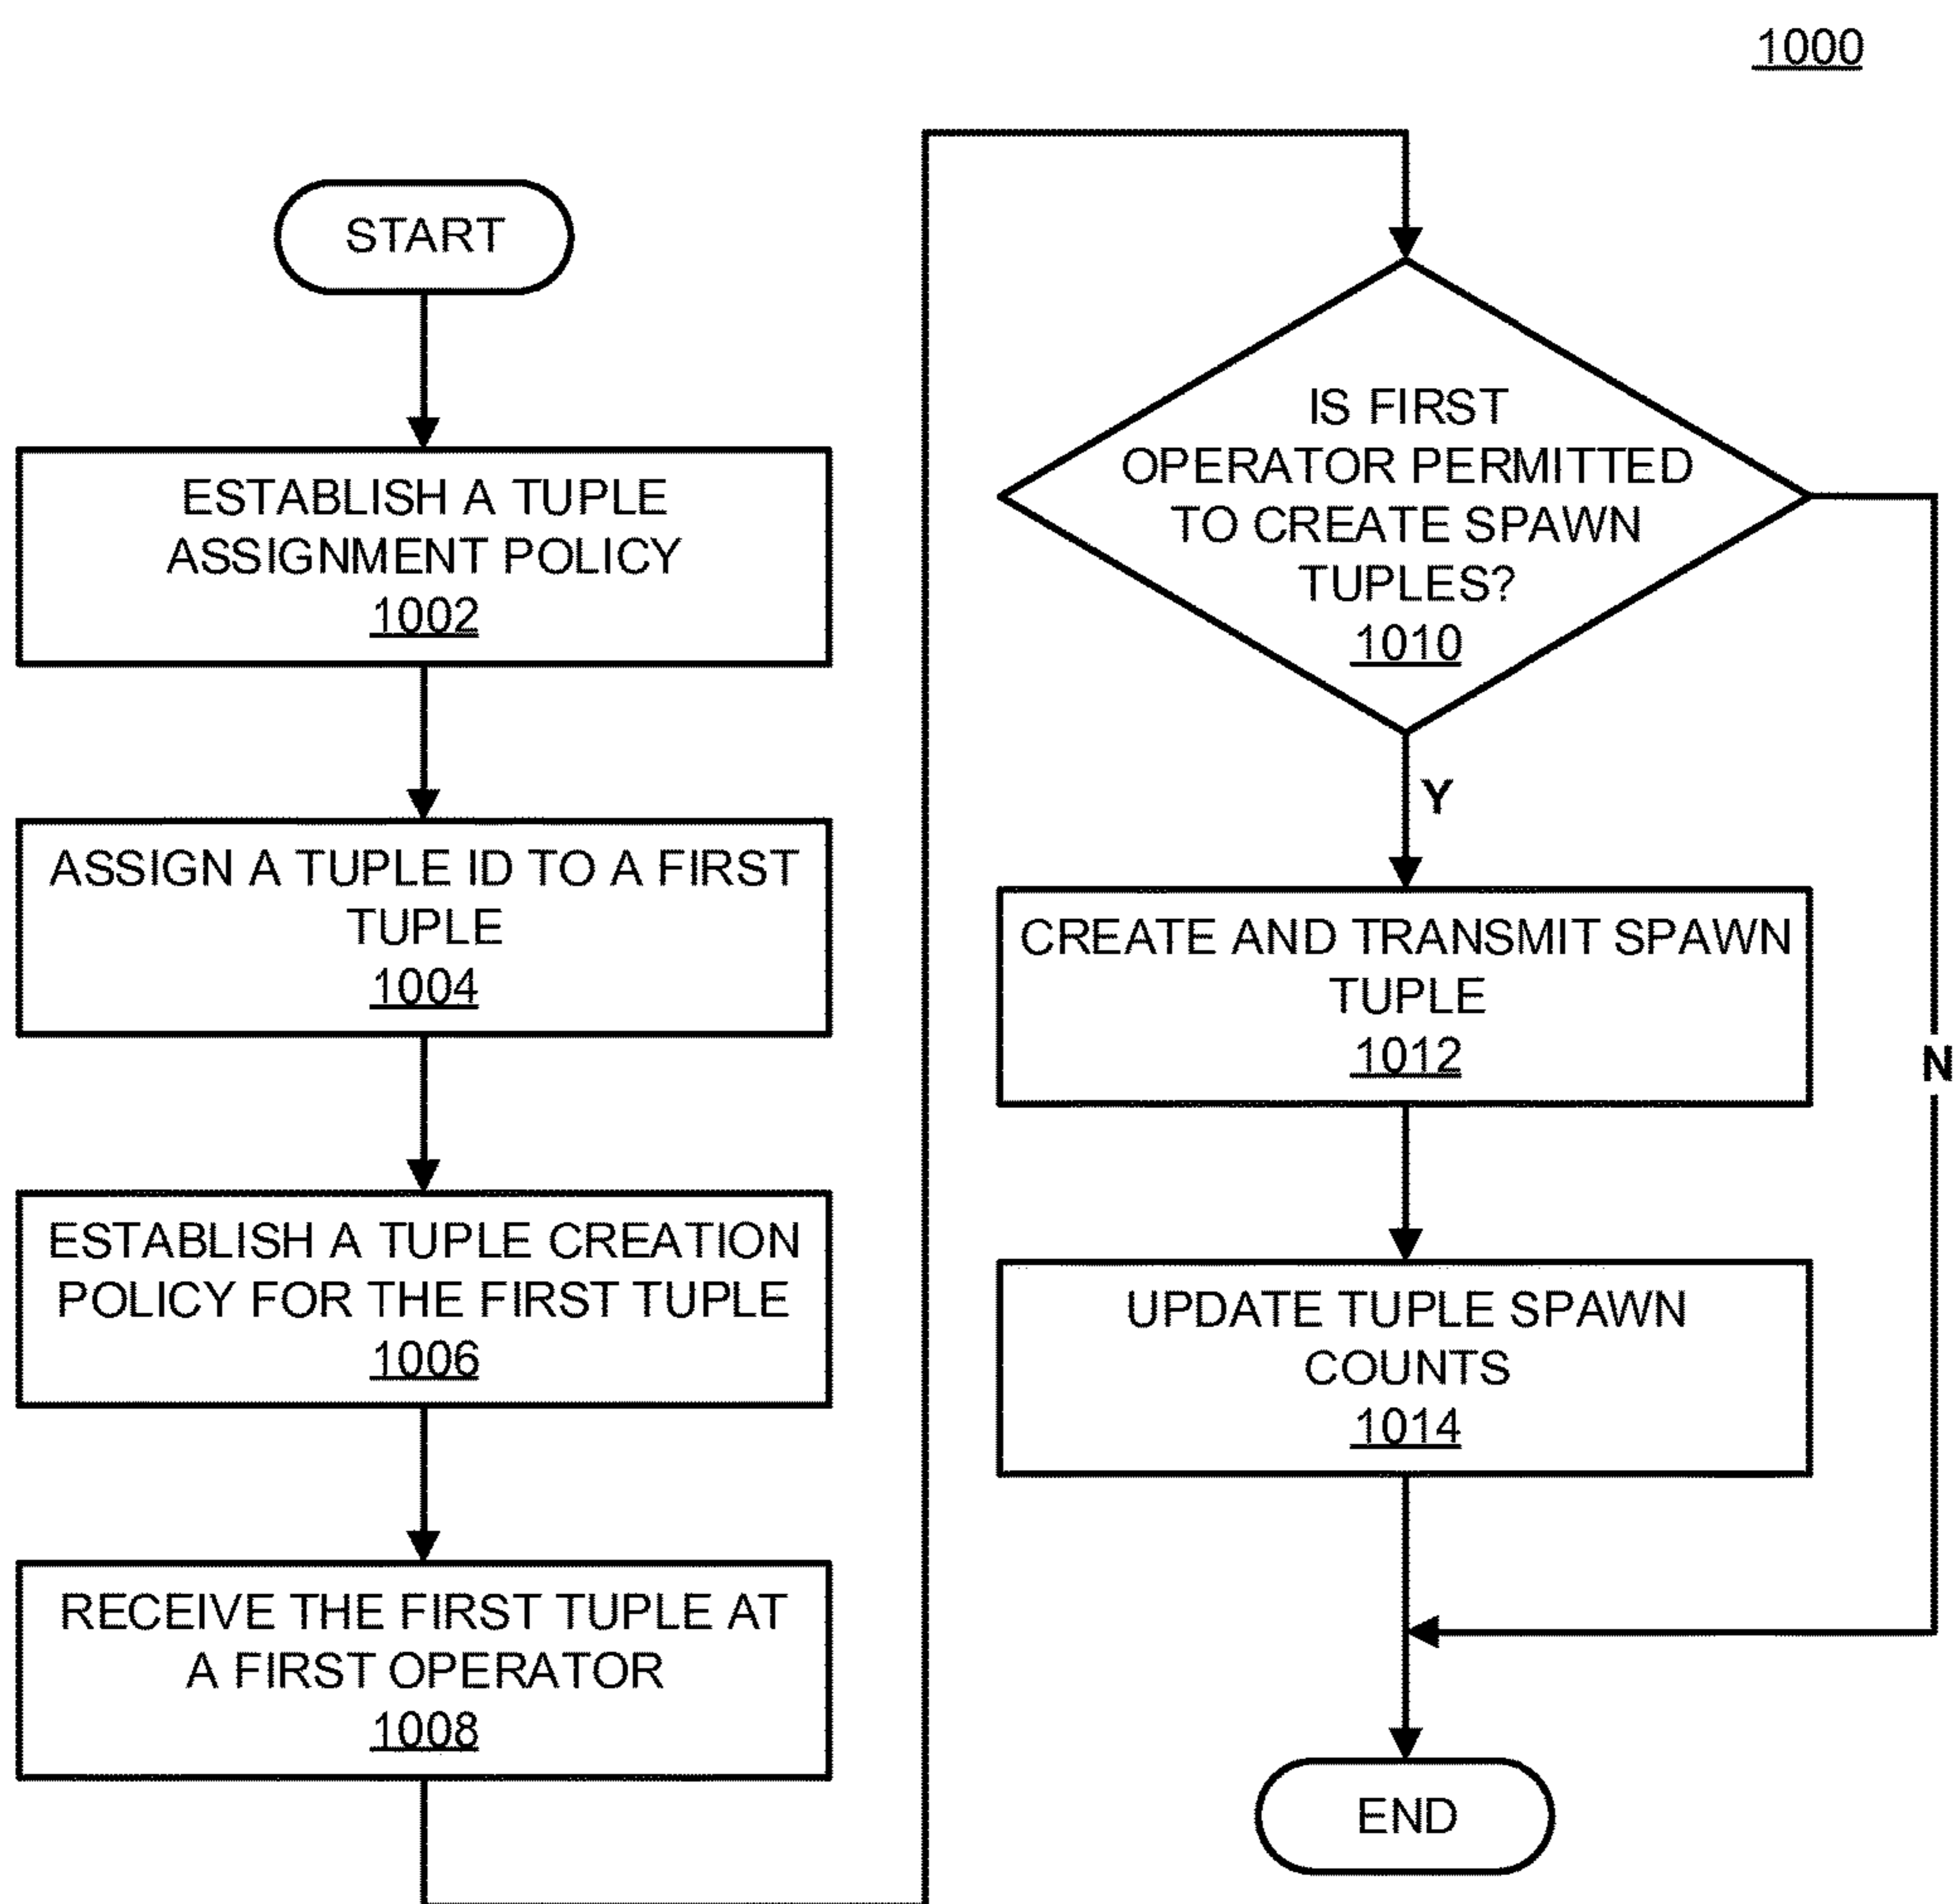 1000
START
ESTABLISH A TUPLE
ASSIGNMENT POLICY
1002
ASSIGN A TUPLE ID TO A FIRST
TUPLE
1004
ESTABLISH A TUPLE CREATION
POLICY FOR THE FIRST TUPLE
1006
RECEIVE THE FIRST TUPLE AT
A FIRST OPERATOR
1008
IS FIRST
OPERATOR PERMITTED
TO CREATE SPAWN
TUPLES?
1010
Y
N
CREATE AND TRANSMIT SPAWN
TUPLE
1012
UPDATE TUPLE SPAWN
COUNTS
1014
END